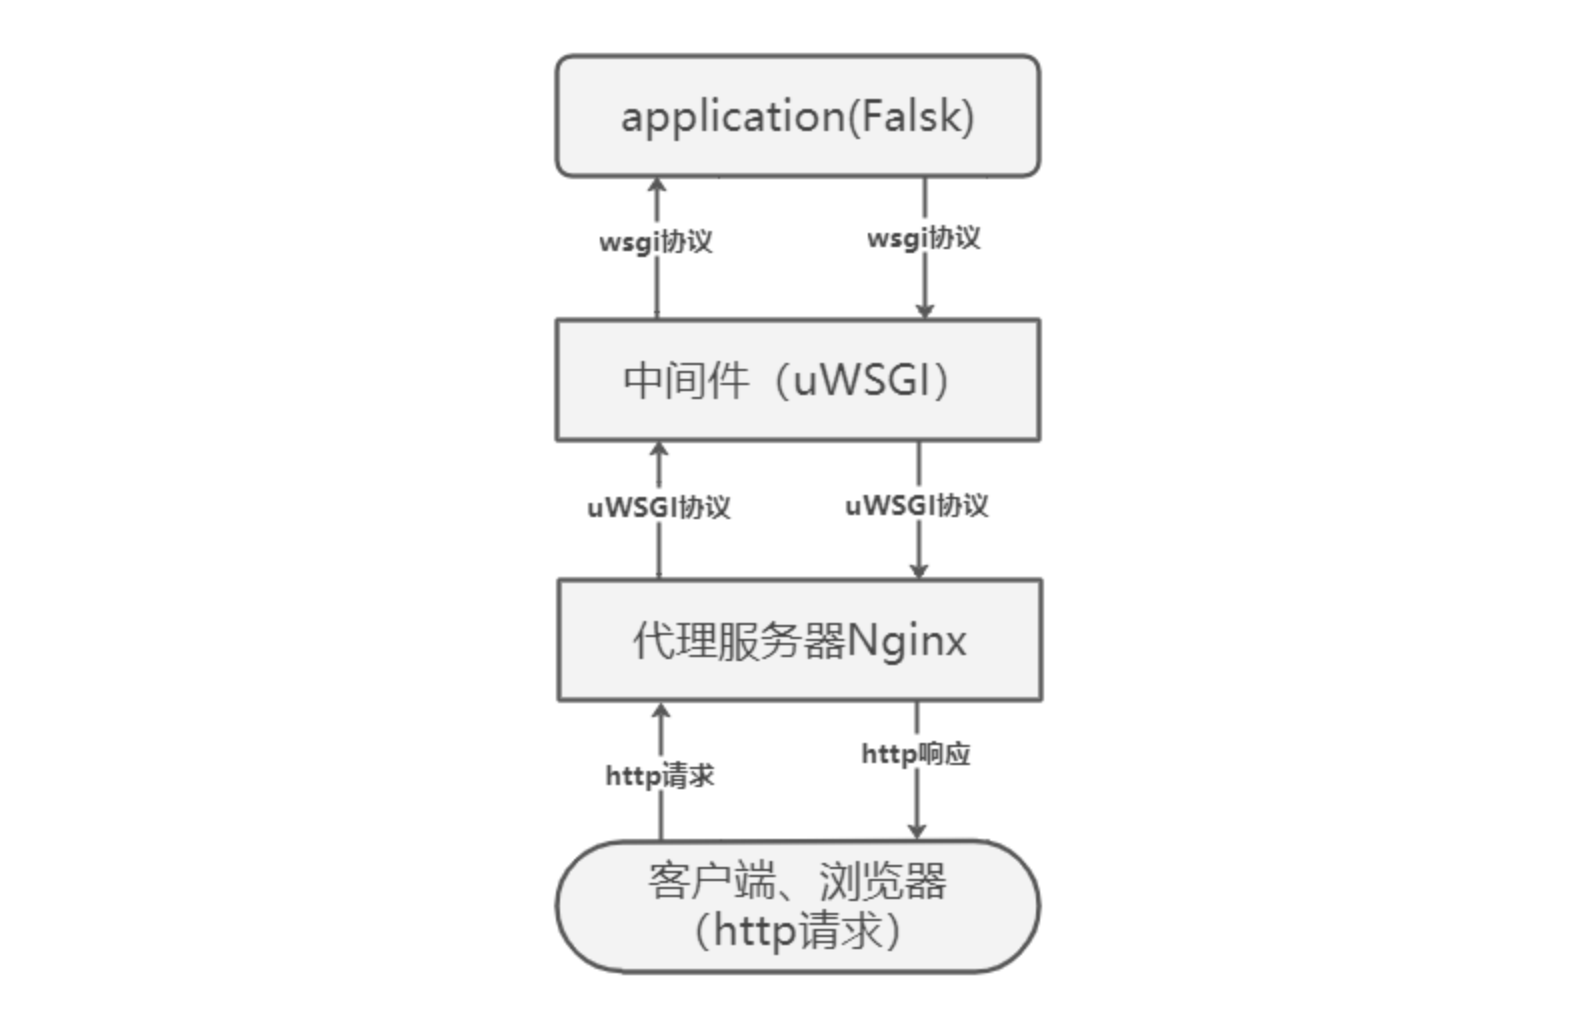 application(Falsk)
wsgi协议
wsgi协议
中间件（uWSGI）
uWSGI协议
uWSGI协议
代理服务器Nginx
http请求
http响应
客户端、浏览器
（http请求）